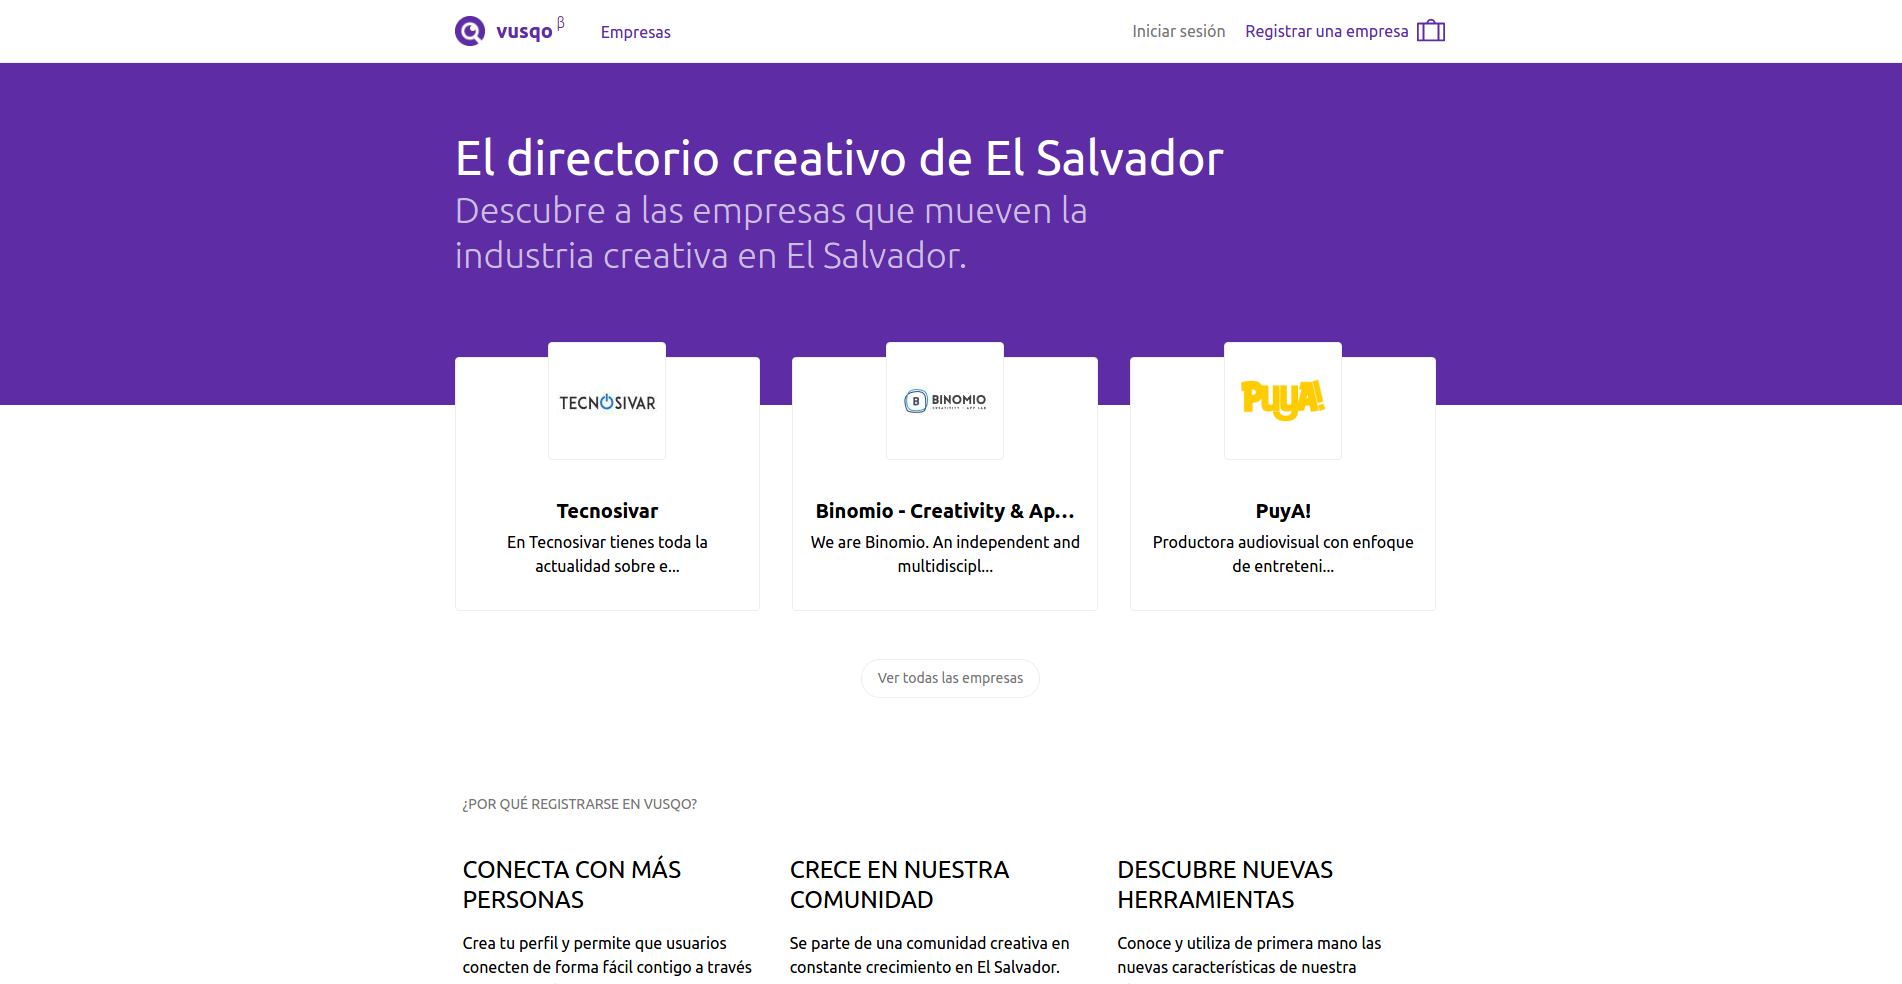 vusqo β
Empresas
Iniciar sesión
Registrar una empresa
El directorio creativo de El Salvador
Descubre a las empresas que mueven la
industria creativa en El Salvador.
TECNOSIVAR
B BINOMIO
CREATIVITY & APP LAB
PUYA!
Tecnosivar
En Tecnosivar tienes toda la
actualidad sobre e...
Binomio - Creativity & Ap...
We are Binomio. An independent and
multidiscipl...
PuyA!
Productora audiovisual con enfoque
de entreteni...
Ver todas las empresas
¿POR QUÉ REGISTRARSE EN VUSQO?
CONECTA CON MÁS
PERSONAS
Crea tu perfil y permite que usuarios
conecten de forma fácil contigo a través
CRECE EN NUESTRA
COMUNIDAD
Se parte de una comunidad creativa en
constante crecimiento en El Salvador.
DESCUBRE NUEVAS
HERRAMIENTAS
Conoce y utiliza de primera mano las
nuevas características de nuestra